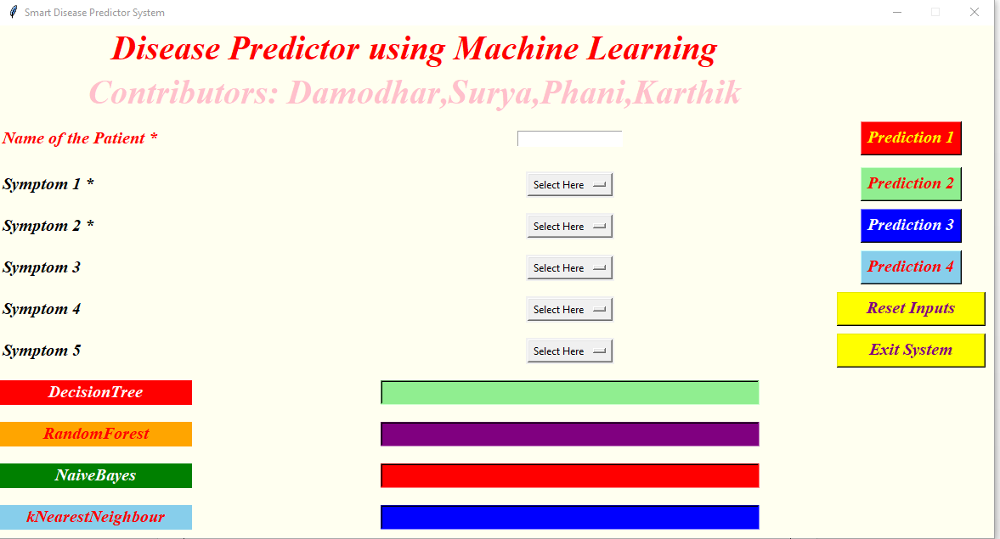 Smart Disease Predictor System
Disease Predictor using Machine Learning
Contributors: Damodhar,Surya,Phani,Karthik
Name of the Patient *
Prediction 1
Symptom 1 *
Select Here
Prediction 2
Symptom 2 *
Select Here
Prediction 3
Symptom 3
Select Here
Prediction 4
Symptom 4
Select Here
Reset Inputs
Symptom 5
Select Here
Exit System
DecisionTree
RandomForest
NaiveBayes
kNearestNeighbour